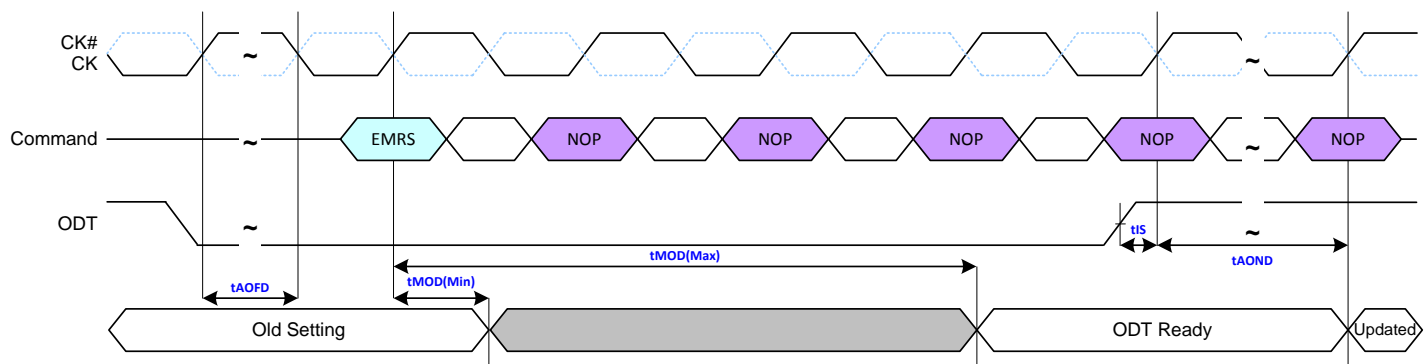 CK#
CK
~
~
Command
~
EMRS
NOP
NOP
NOP
NOP
~
NOP
ODT
~
tIS
~
tMOD(Max)
tAOND
tAOFD
tMOD(Min)
Old Setting
ODT Ready
Updated